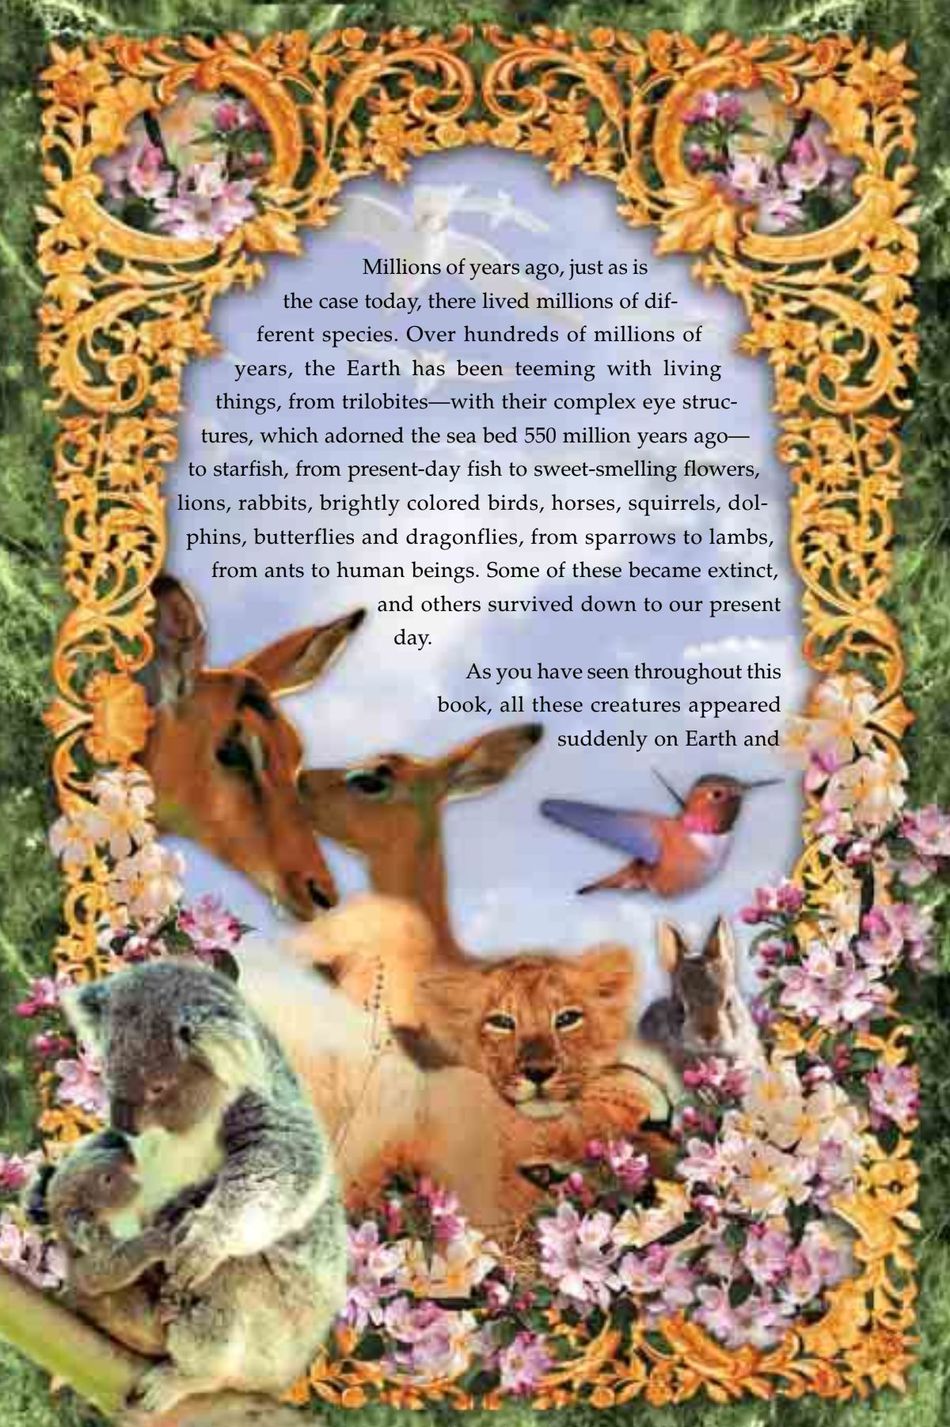 Millions of years ago, just as is
the case today, there lived millions of dif-
ferent species. Over hundreds of millions of
years, the Earth has been teeming with living
things, from trilobites—with their complex eye struc-
tures, which adorned the sea bed 550 million years ago—
to starfish, from present-day fish to sweet-smelling flowers,
lions, rabbits, brightly colored birds, horses, squirrels, dol-
phins, butterflies and dragonflies, from sparrows to lambs,
from ants to human beings. Some of these became extinct,
and others survived down to our present
day.
As you have seen throughout this
book, all these creatures appeared
suddenly on Earth and